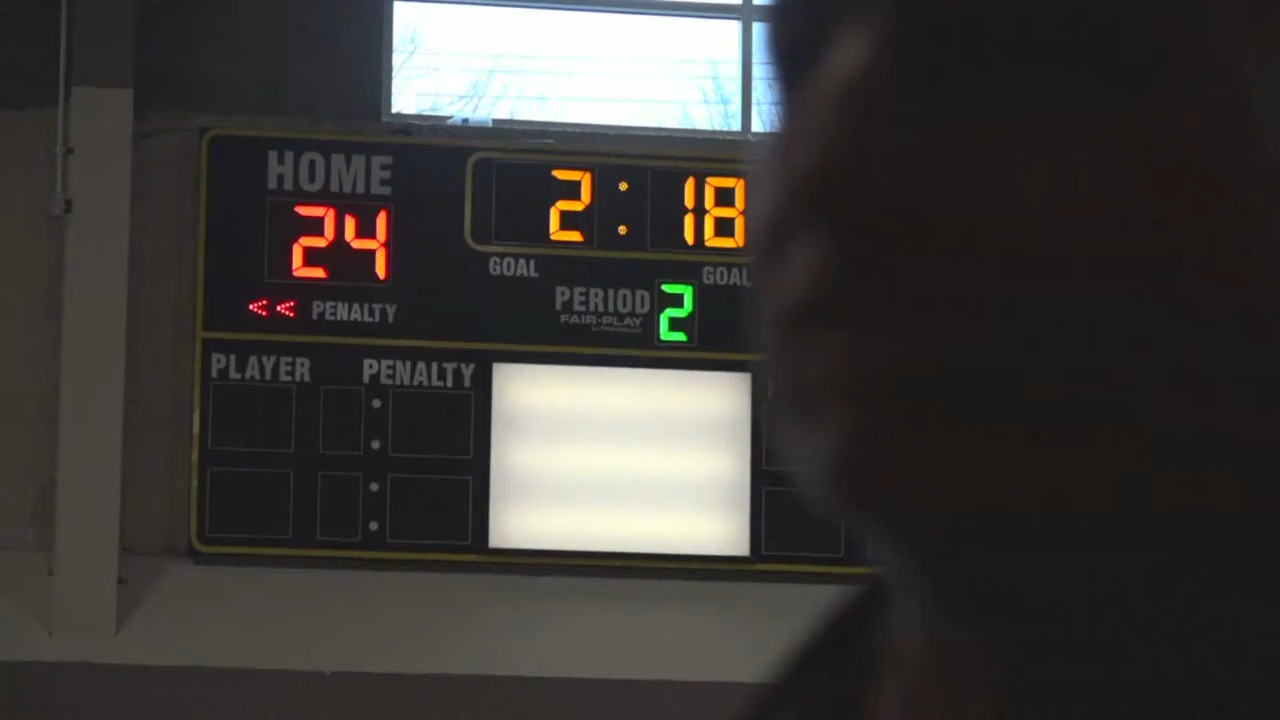 HOME
2:18
24
GOAL
GOAL
PERIOD 2
FAIR-PLAY
<< PENALTY
PLAYER PENALTY